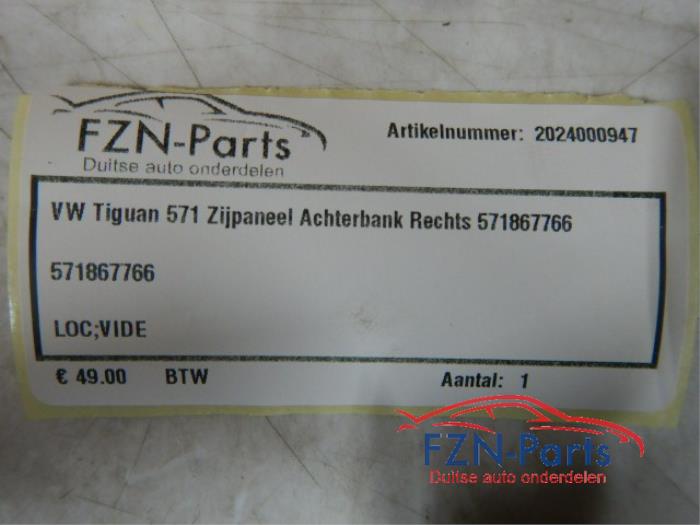 FZN-Parts
Duitse auto onderdelen
Artikelnummer: 2024000947
VW Tiguan 571 Zijpaneel Achterbank Rechts 571867766
571867766
LOC;VIDE
€ 49.00 BTW Aantal: 1
FZN-Parts
Duitse auto onderdelen